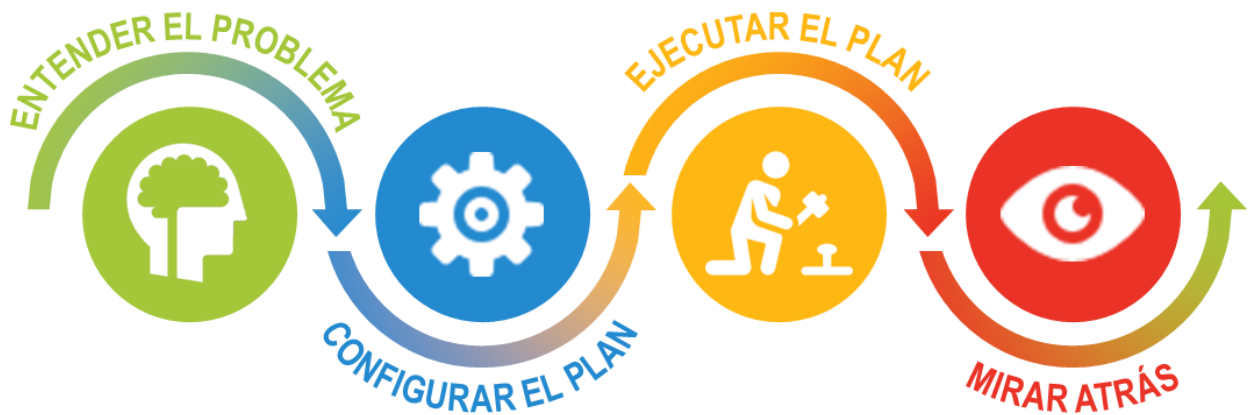 ENTENDER EL PROBLEMA
CONFIGURAR EL PLAN
EJECUTAR EL PLAN
MIRAR ATRÁS